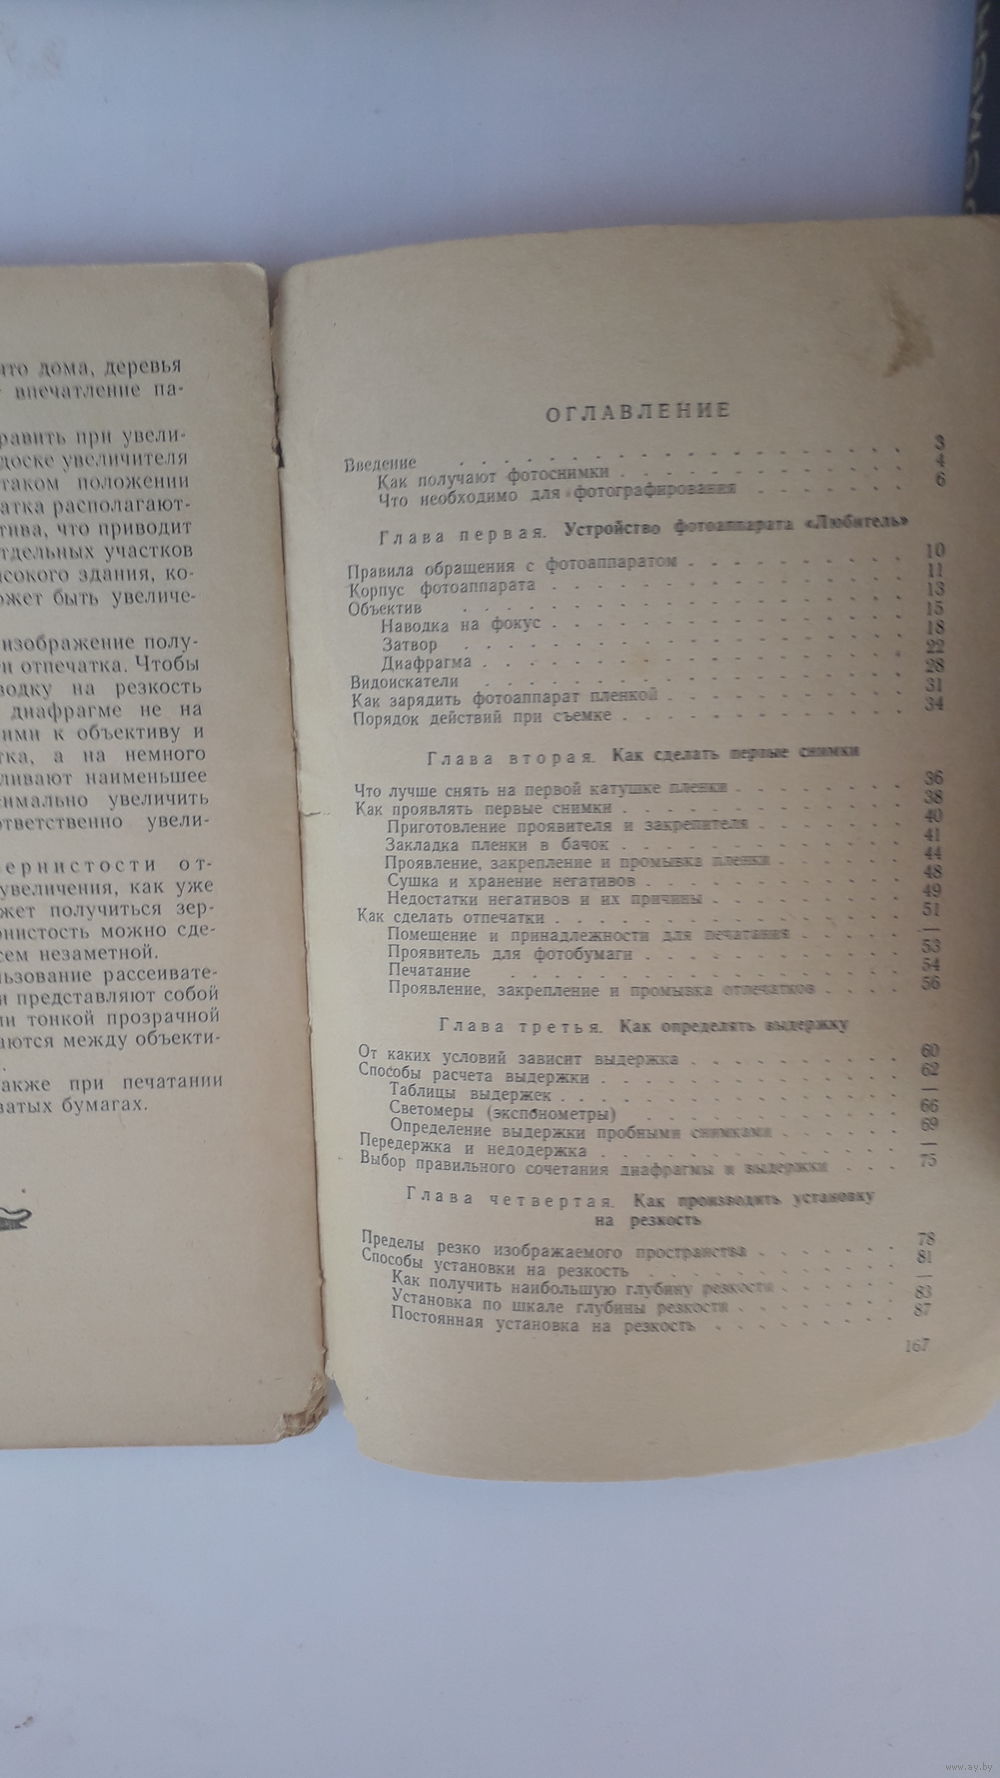 что дома, деревья
впечатление па-
равить при увели-
доске увеличителя
таком положении
атка располагают-
тива, что приводит
тдельных участков
ысокого здания, ко-
ожет быть увеличе-
изображение полу-
и отпечатка. Чтобы
водку на резкость
диафрагме не на
ими к объективу и
тка, а на немного
ливают наименьшее
симально увеличить
ответственно увели-
зернистости от-
увеличения, как уже
жет получиться зер-
рнистость можно сде-
сем незаметной.
льзование рассеивате-
и представляют собой
ли тонкой прозрачной
аются между объекти-
акже при печатании
ватых бумагах.
ОГЛАВЛЕНИЕ
Введение . . . 3
Как получают фотоснимки . . . 4
Что необходимо для фотографирования . . . 6
Глава первая. Устройство фотоаппарата «Любитель»
Правила обращения с фотоаппаратом . . . 10
Корпус фотоаппарата . . . 11
Объектив . . . 13
Наводка на фокус . . . 15
Затвор . . . 18
Диафрагма . . . 22
Видоискатели . . . 28
Как зарядить фотоаппарат пленкой . . . 31
Порядок действий при съемке . . . 34
Глава вторая. Как сделать первые снимки
Что лучше снять на первой катушке пленки . . . 36
Как проявлять первые снимки . . . 38
Приготовление проявителя и закрепителя . . . 40
Закладка пленки в бачок . . . 41
Проявление, закрепление и промывка пленки . . . 44
Сушка и хранение негативов . . . 48
Недостатки негативов и их причины . . . 49
Как сделать отпечатки . . . 51
Помещение и принадлежности для печатания . . . —
Проявитель для фотобумаги . . . 53
Печатание . . . 54
Проявление, закрепление и промывка отпечатков . . . 56
Глава третья. Как определять выдержку
От каких условий зависит выдержка . . . 60
Способы расчета выдержки . . . 62
Таблицы выдержек . . . —
Светомеры (экспонометры) . . . 66
Определение выдержки пробными снимками . . . 69
Передержка и недодержка . . . —
Выбор правильного сочетания диафрагмы и выдержки . . . 75
Глава четвертая. Как производить установку
на резкость
Пределы резко изображаемого пространства . . . 78
Способы установки на резкость . . . 81
Как получить наибольшую глубину резкости . . . —
Установка по шкале глубины резкости . . . 83
Постоянная установка на резкость . . . 87
167
www.ay.by